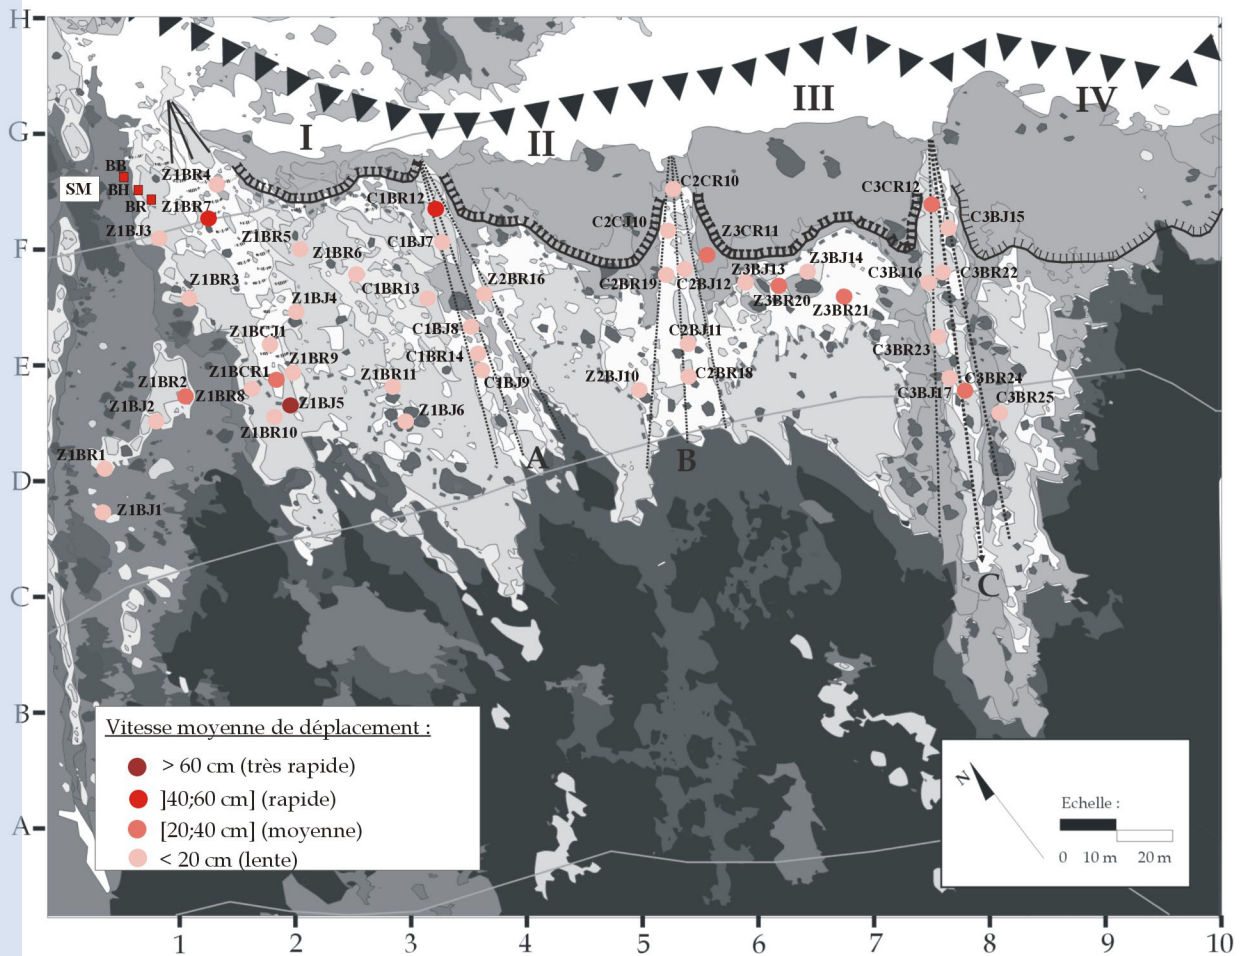 H
G
F
E
D
C
B
A
I
II
III
IV
BB
SM
BH
BR
Z1BR4
Z1BR7
Z1BJ3
Z1BR5
Z1BR6
Z1BR3
Z1BJ4
Z1BCJ1
Z1BR9
Z1BCR1
Z1BR2
Z1BR8
Z1BJ5
Z1BJ2
Z1BR10
Z1BR11
Z1BJ6
Z1BR1
Z1BJ1
C1BR12
C1BJ7
C1BR13
Z2BR16
C1BJ8
C1BR14
C1BJ9
C2CR10
C2CJ10
Z3CR11
C2BR19
C2BJ12
Z3BJ13
Z3BJ14
Z3BR20
Z3BR21
C2BJ11
Z2BJ10
C2BR18
C3CR12
C3BJ15
C3BJ16
C3BR22
C3BR23
C3BJ17
C3BR24
C3BR25
A
B
C
Vitesse moyenne de déplacement :
> 60 cm (très rapide)
]40;60 cm] (rapide)
[20;40 cm] (moyenne)
< 20 cm (lente)
N
Echelle :
0 10 m 20 m
1 2 3 4 5 6 7 8 9 10